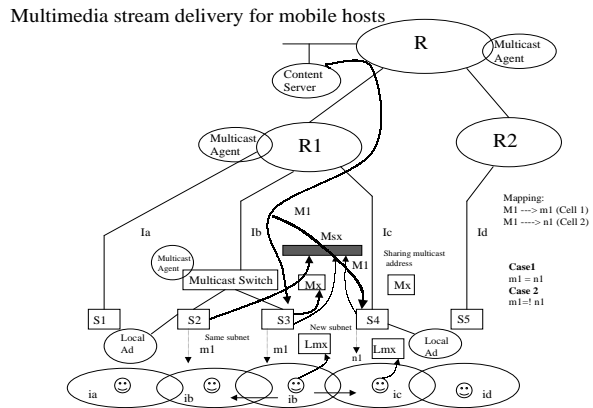 Multimedia stream delivery for mobile hosts
R
Multicast
Agent
Content
Server
Multicast
Agent
R1
R2
Mapping:
M1 ---> m1 (Cell 1)
M1 ----> n1 (Cell 2)
M1
Ia
Ib
Msx
Ic
Id
Multicast
Agent
M1
Sharing multicast
address
Case1
m1 = n1
Case 2
m1=! n1
Multicast Switch
Mx
Mx
S1
S2
S3
S4
S5
Local
Ad
Same subnet
New subnet
Local
Ad
m1
m1
Lmx
n1
Lmx
ia
ib
ib
ic
id